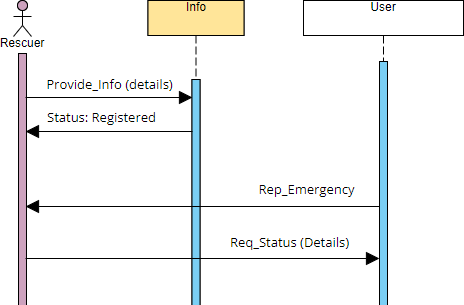 Info
User
Rescuer
Provide_Info (details)
Status: Registered
Rep_Emergency
Req_Status (Details)